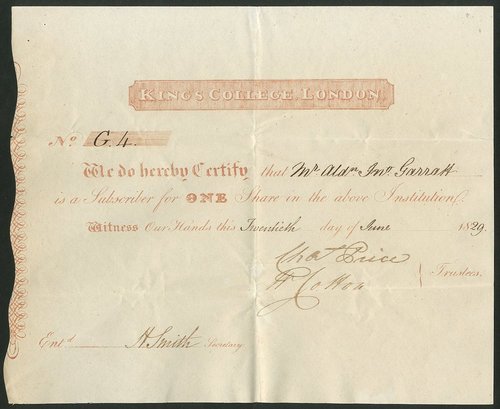 KING'S COLLEGE, LONDON.
No. G. 4.
We do hereby Certify that Mr. Aldn. Jno. Garratt
is a Subscriber for ONE Share in the above Institution.
Witness Our Hands this Twentieth day of June 1829.
Chas. Price
W. Cotton
Trustees.
Entd. H. Smith Secretary